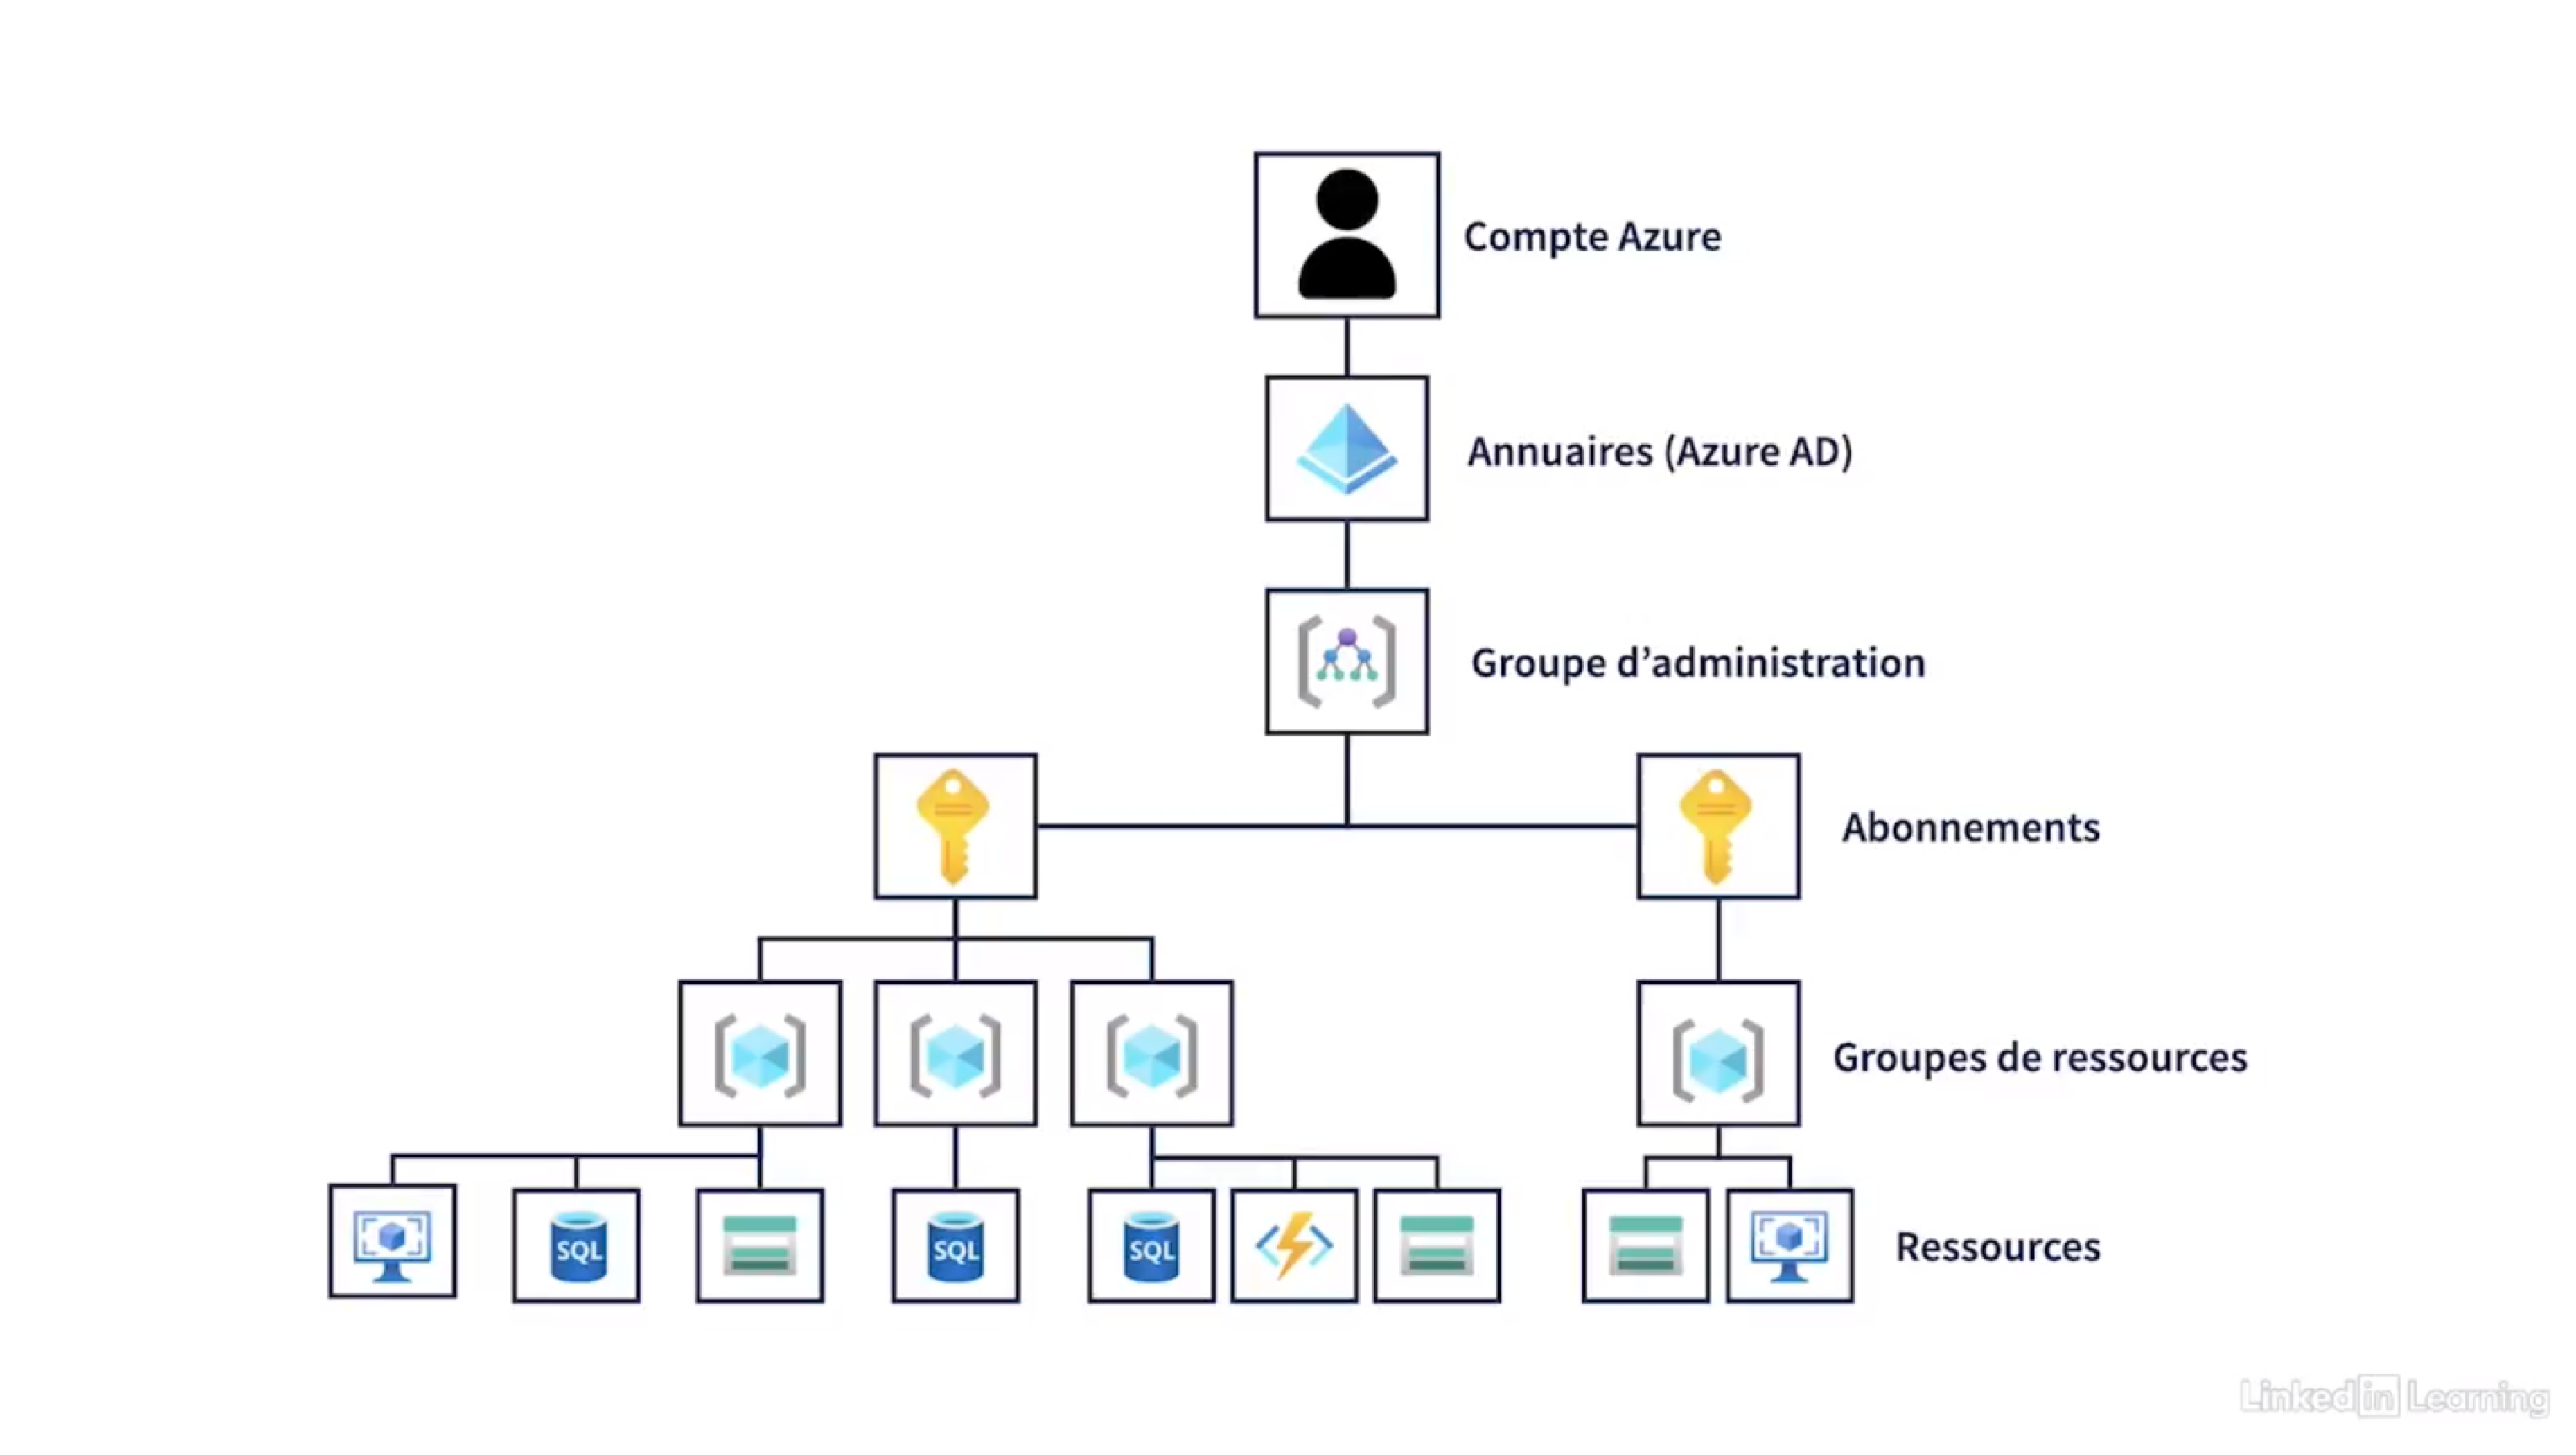 Compte Azure
Annuaires (Azure AD)
Groupe d’administration
Abonnements
Groupes de ressources
SQL
SQL
SQL
Ressources
Linked in Learning